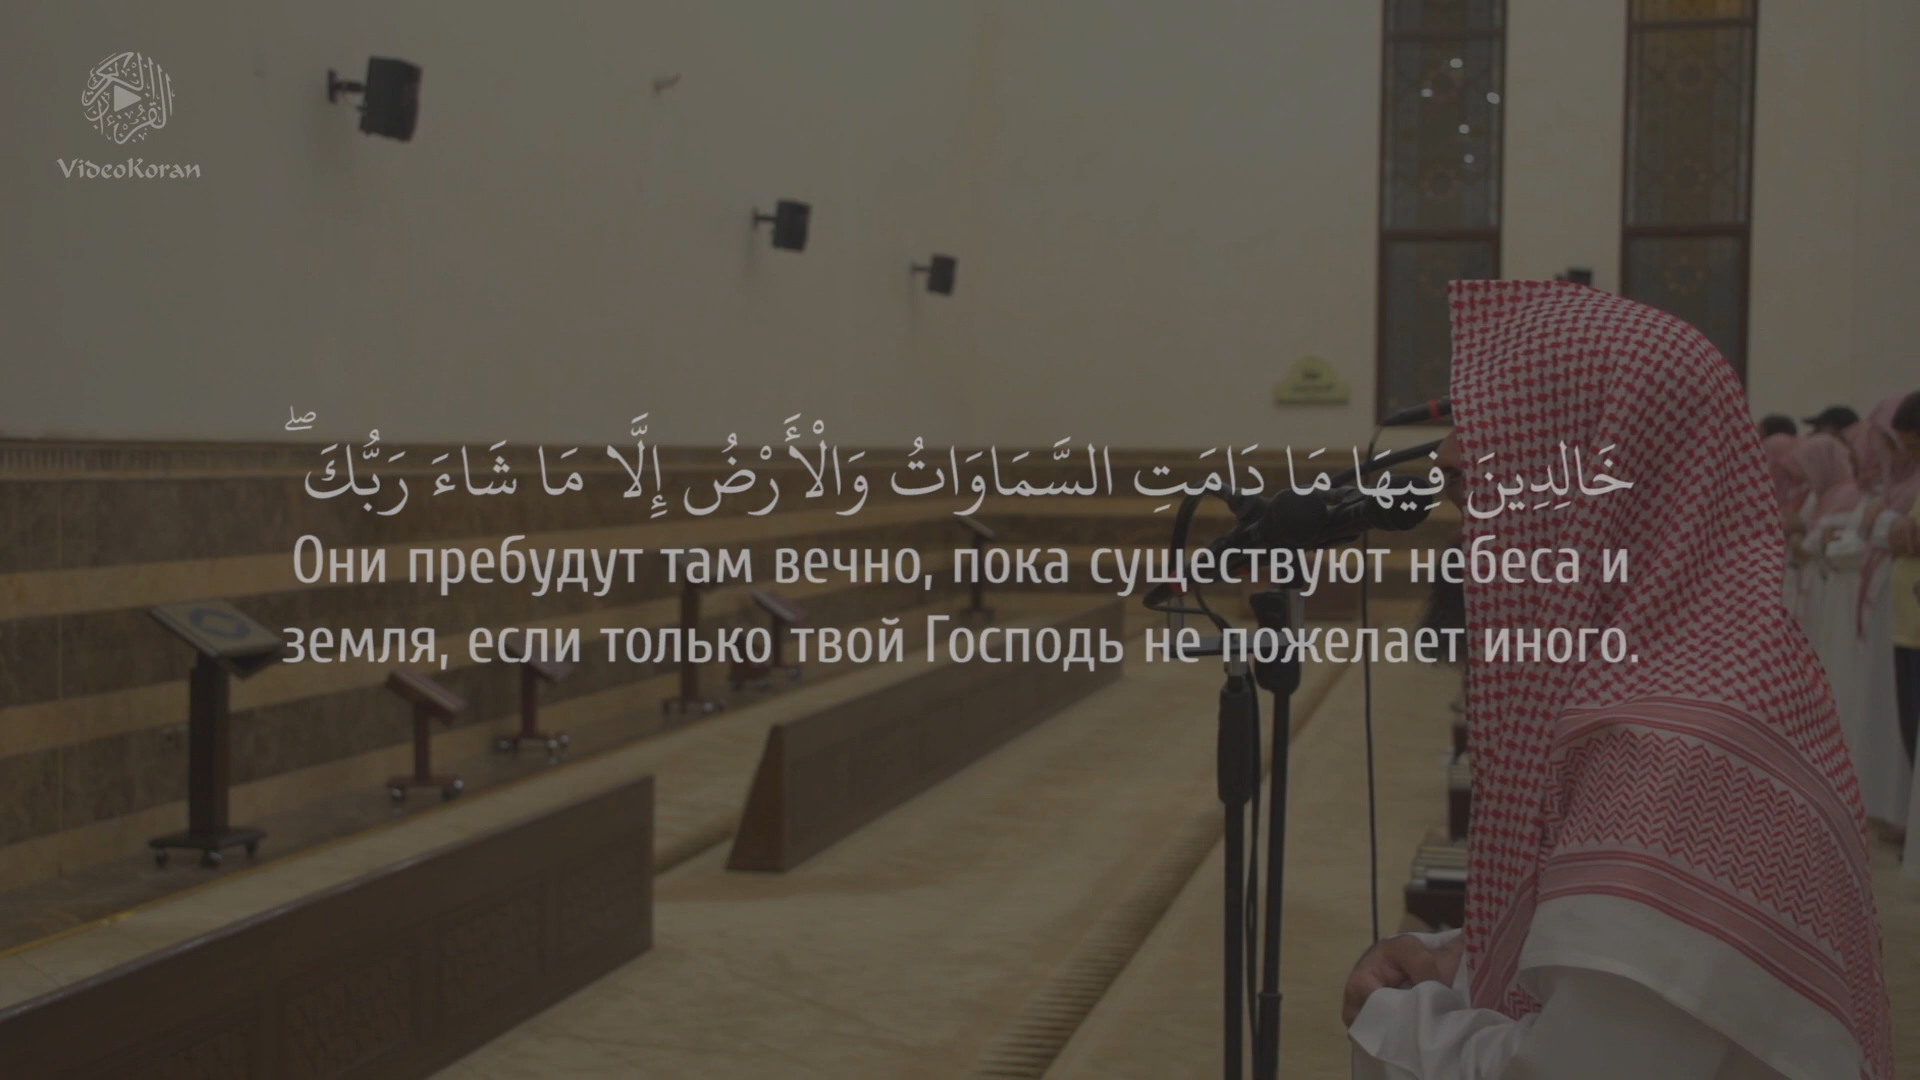 VideoKoran
خَالِدِينَ فِيهَا مَا دَامَتِ السَّمَاوَاتُ وَالْأَرْضُ إِلَّا مَا شَاءَ رَبُّكَ ۖ
Они пребудут там вечно, пока существуют небеса и
земля, если только твой Господь не пожелает иного.